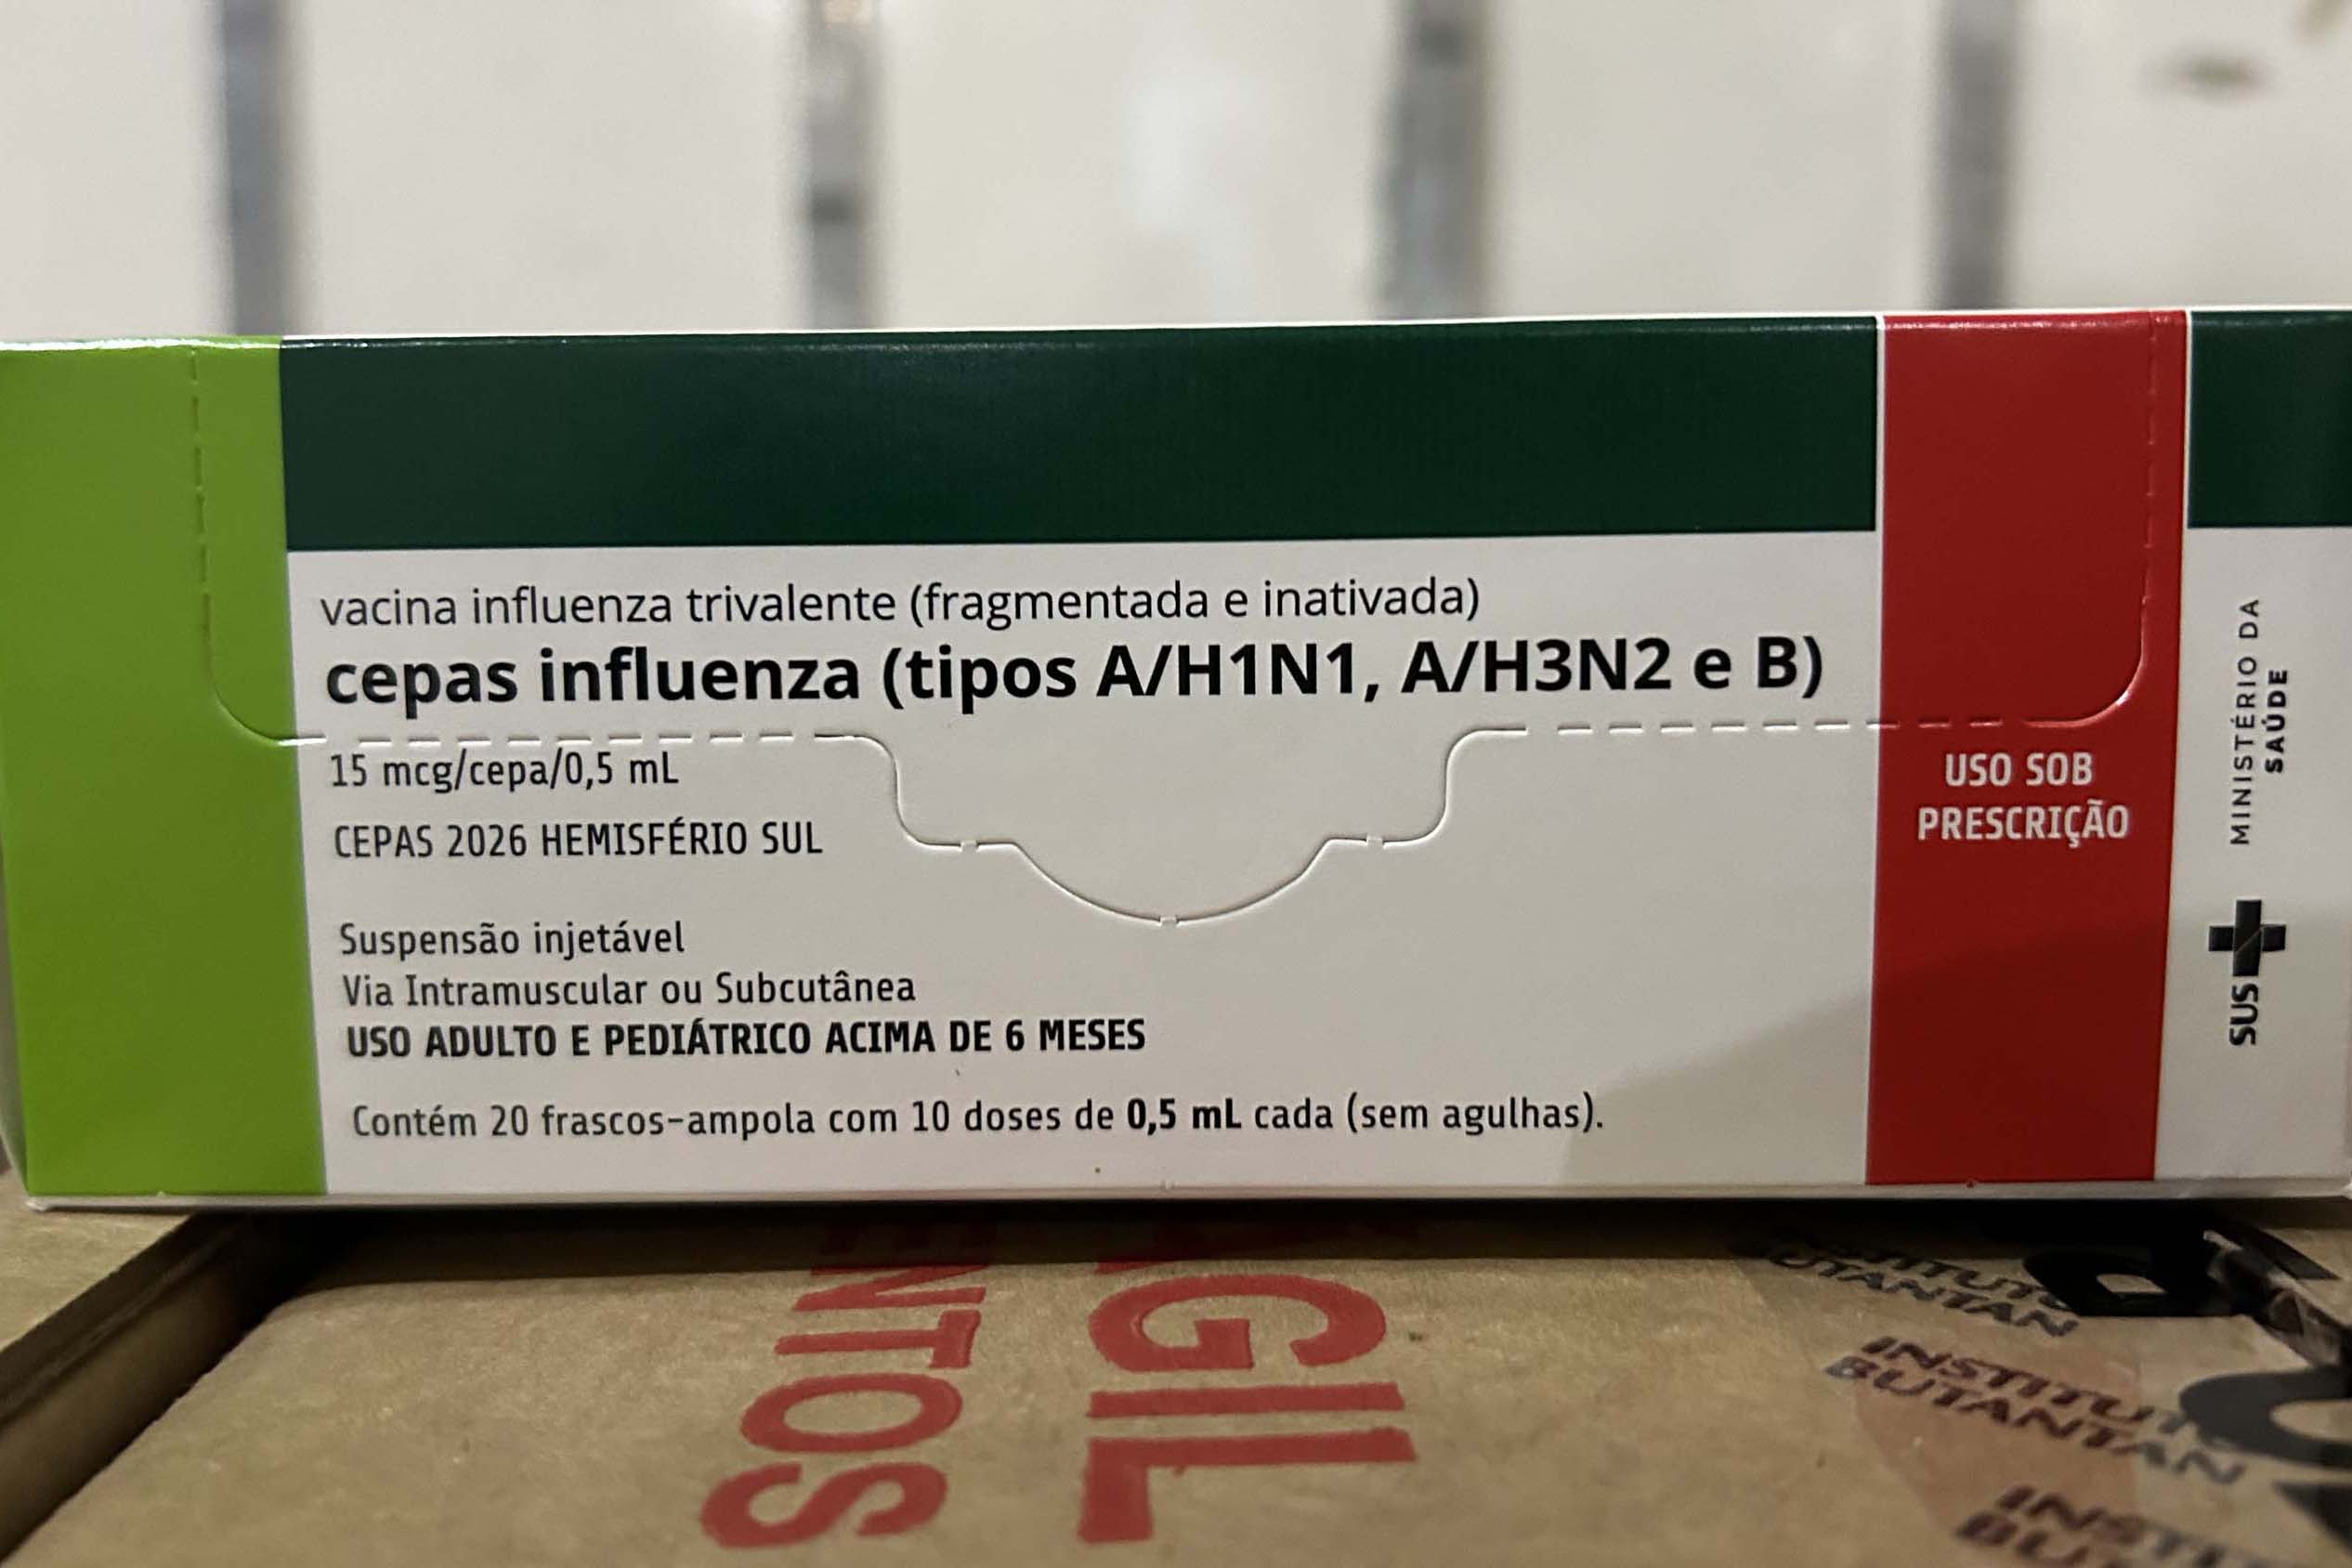 vacina influenza trivalente (fragmentada e inativada)
cepas influenza (tipos A/H1N1, A/H3N2 e B)
15 mcg/cepa/0,5 mL
CEPAS 2026 HEMISFÉRIO SUL
Suspensão injetável
Via Intramuscular ou Subcutânea
USO ADULTO E PEDIÁTRICO ACIMA DE 6 MESES
Contém 20 frascos-ampola com 10 doses de 0,5 mL cada (sem agulhas).
USO SOB
PRESCRIÇÃO
SUS
MINISTÉRIO DA
SAÚDE
INSTITUTO
BUTANTAN